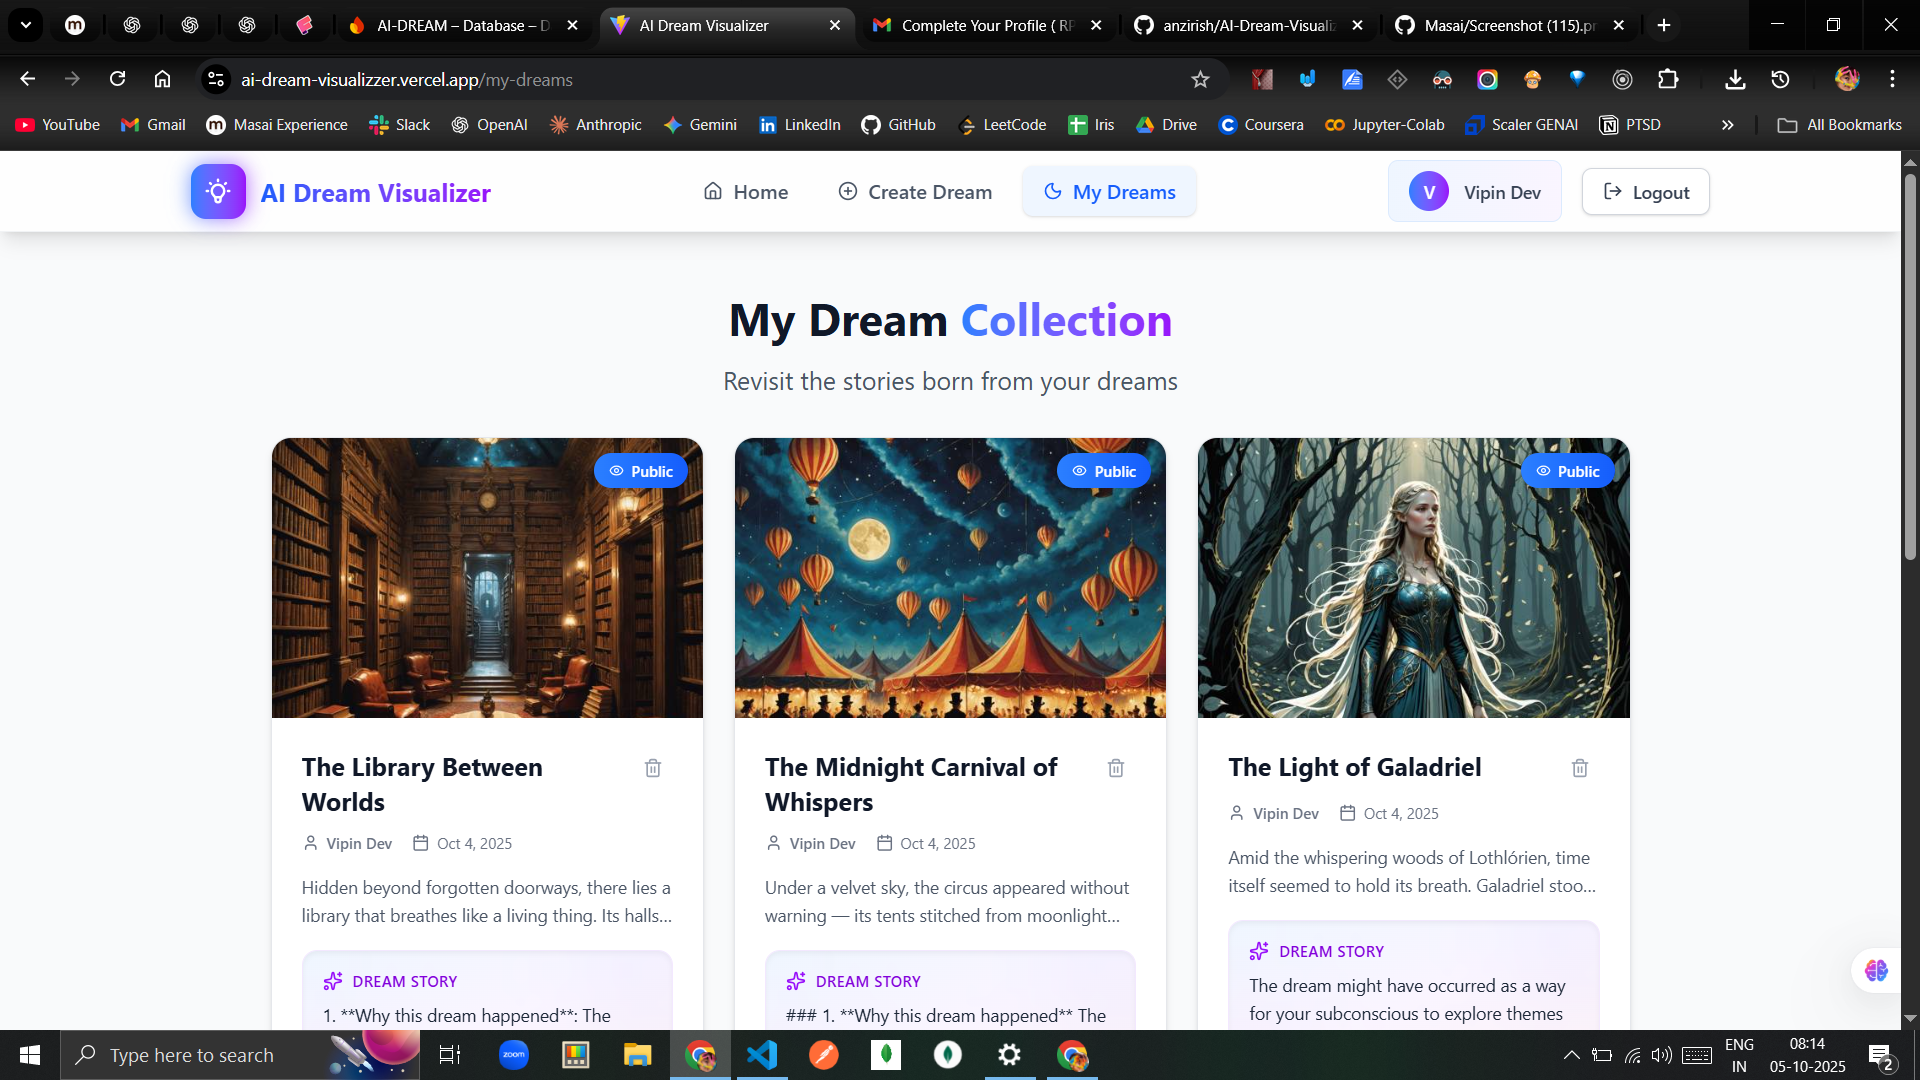 AI-DREAM – Database – D
AI Dream Visualizer
Complete Your Profile ( RP
anzirish/AI-Dream-Visualiz
Masai/Screenshot (115).pr
ai-dream-visualizzer.vercel.app/my-dreams
YouTube
Gmail
Masai Experience
Slack
OpenAI
Anthropic
Gemini
LinkedIn
GitHub
LeetCode
Iris
Drive
Coursera
Jupyter-Colab
Scaler GENAI
PTSD
All Bookmarks
AI Dream Visualizer
Home
Create Dream
My Dreams
V
Vipin Dev
Logout
My Dream Collection
Revisit the stories born from your dreams
Public
The Library Between
Worlds
Vipin Dev
Oct 4, 2025
Hidden beyond forgotten doorways, there lies a
library that breathes like a living thing. Its halls...
DREAM STORY
1. **Why this dream happened**: The
Public
The Midnight Carnival of
Whispers
Vipin Dev
Oct 4, 2025
Under a velvet sky, the circus appeared without
warning — its tents stitched from moonlight...
DREAM STORY
### 1. **Why this dream happened** The
Public
The Light of Galadriel
Vipin Dev
Oct 4, 2025
Amid the whispering woods of Lothlórien, time
itself seemed to hold its breath. Galadriel stoo...
DREAM STORY
The dream might have occurred as a way
for your subconscious to explore themes
Type here to search
zoom
ENG
IN
08:14
05-10-2025
2